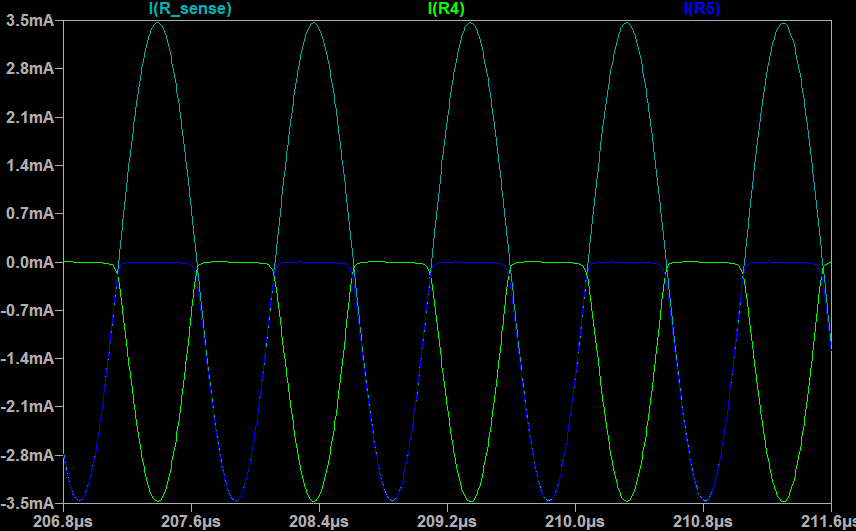 I(R_sense) I(R4) I(R5)
3.5mA
2.8mA
2.1mA
1.4mA
0.7mA
0.0mA
-0.7mA
-1.4mA
-2.1mA
-2.8mA
-3.5mA
206.8µs 207.6µs 208.4µs 209.2µs 210.0µs 210.8µs 211.6µs